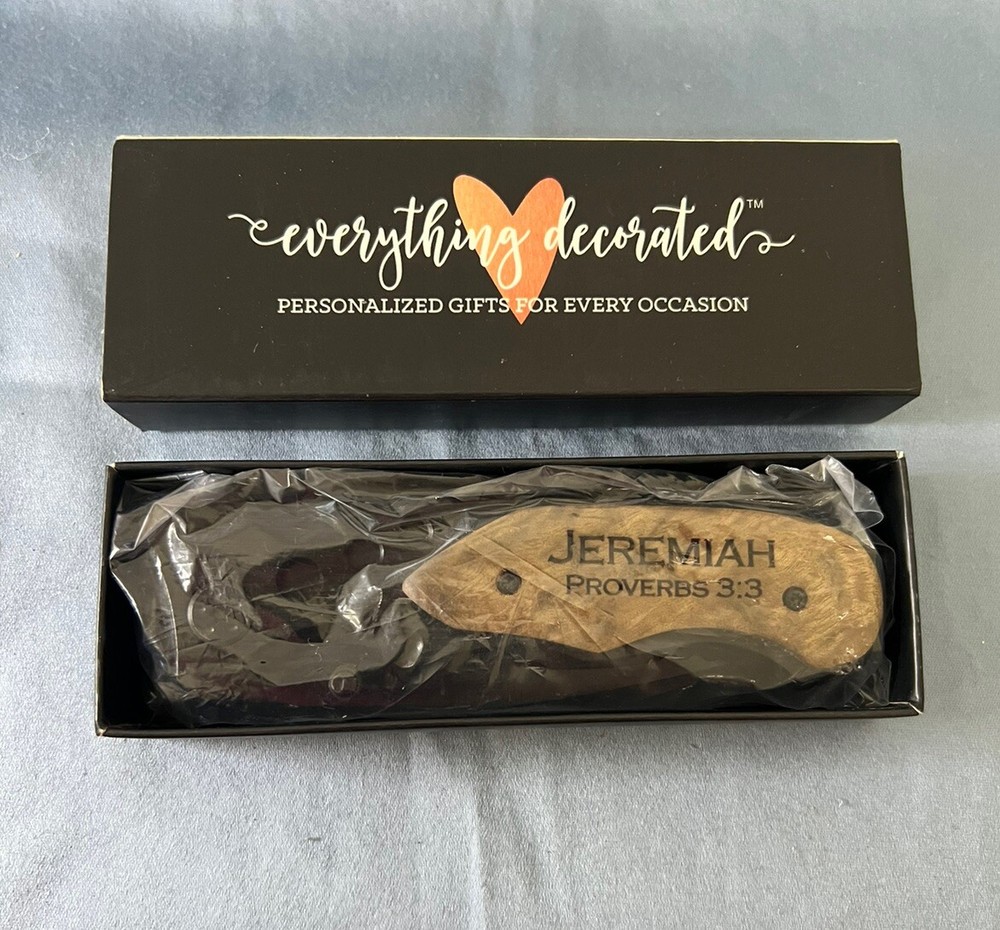 everything decorated™
PERSONALIZED GIFTS FOR EVERY OCCASION
JEREMIAH
PROVERBS 3:3